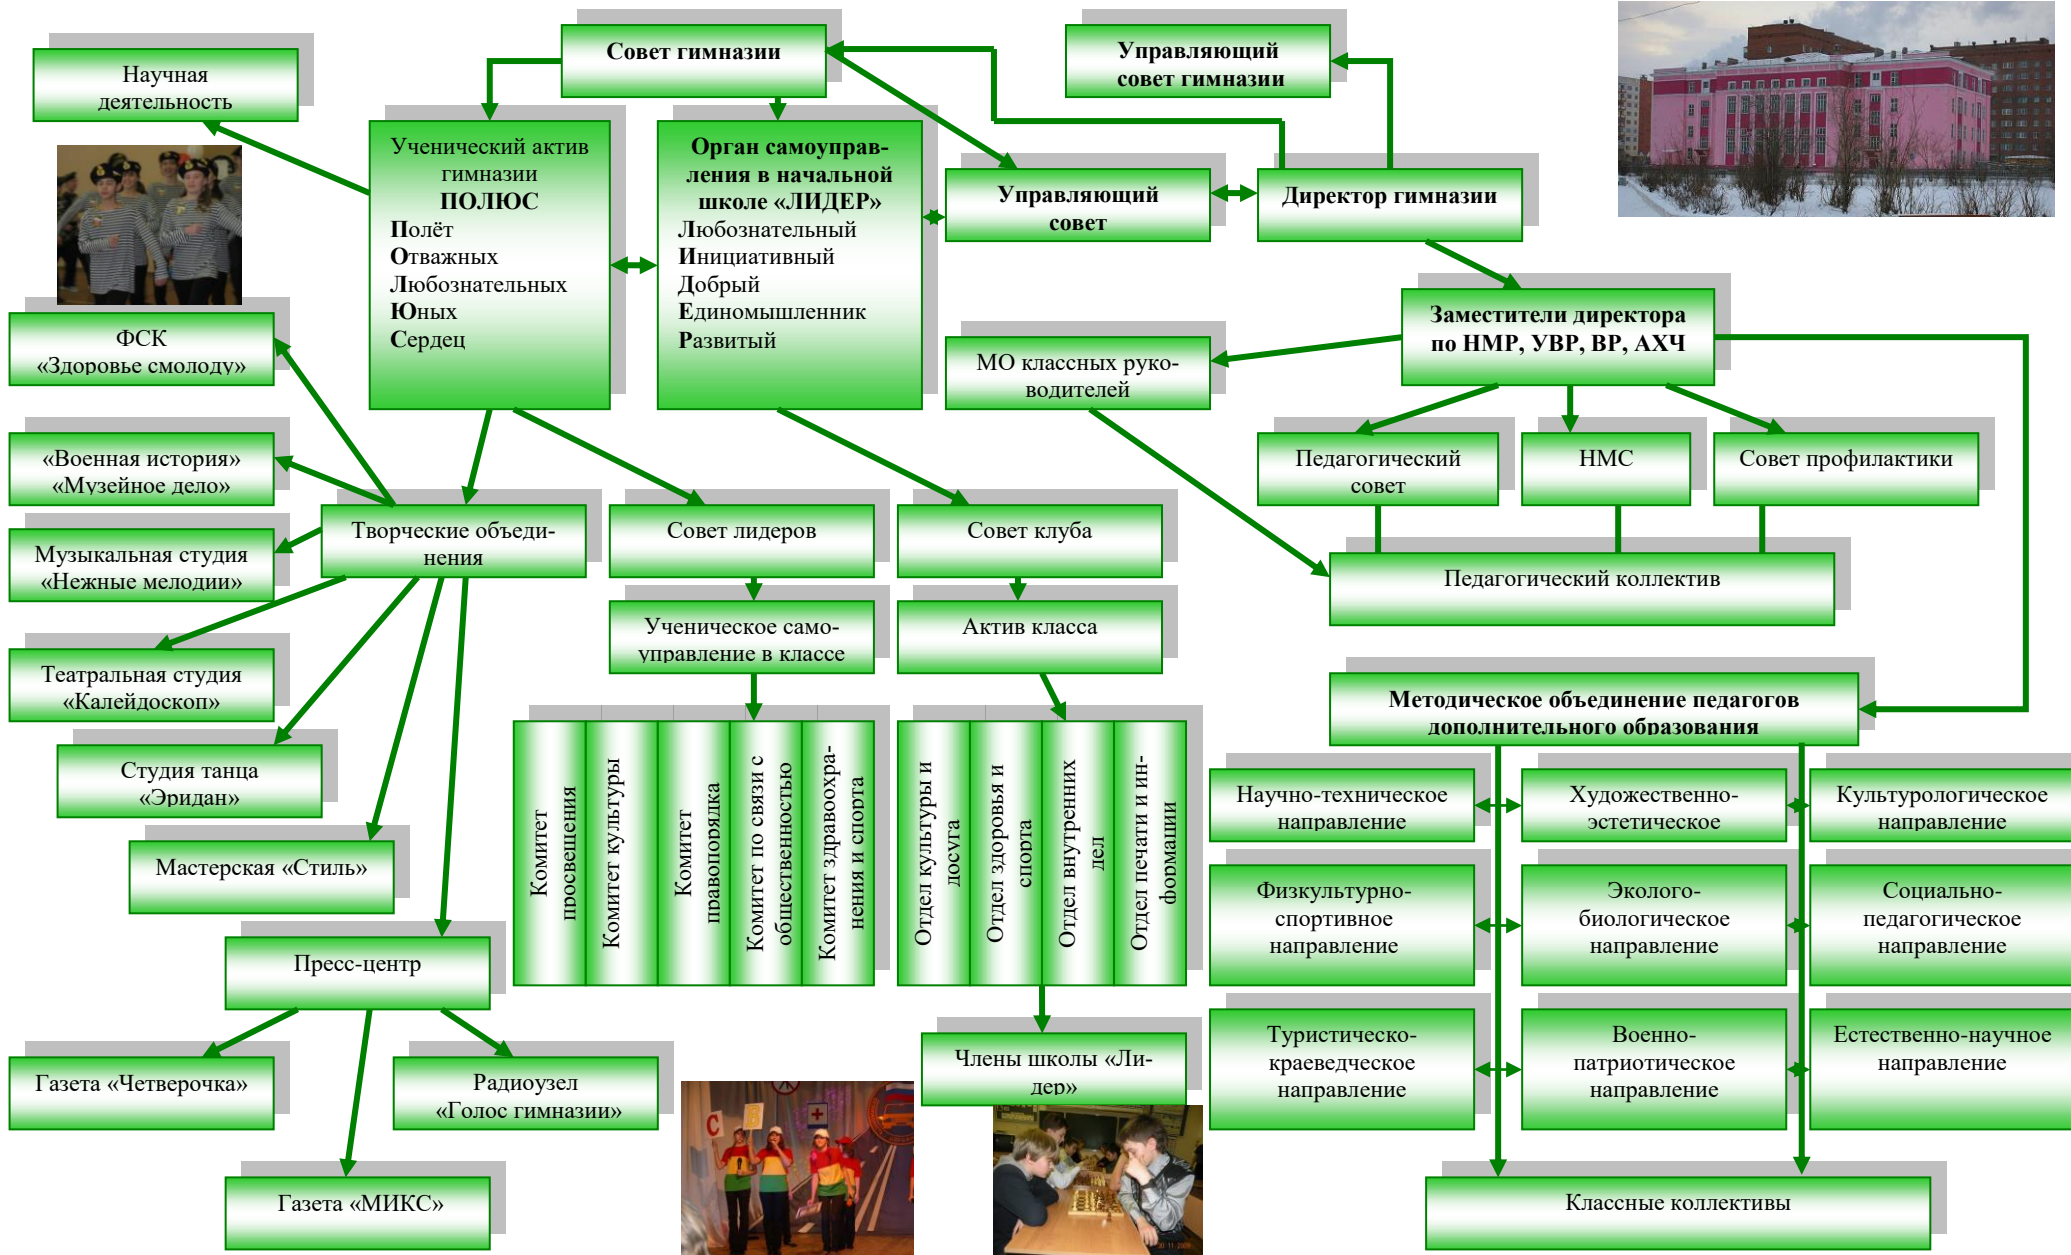 Научная
деятельность
Совет гимназии
Управляющий
совет гимназии
Ученический актив
гимназии
ПОЛЮС
Полёт
Отважных
Любознательных
Юных
Сердец
Орган самоуправ-
ления в начальной
школе «ЛИДЕР»
Любознательный
Инициативный
Добрый
Единомышленник
Развитый
Управляющий
совет
Директор гимназии
Заместители директора
по НМР, УВР, ВР, АХЧ
МО классных руко-
водителей
ФСК
«Здоровье смолоду»
«Военная история»
«Музейное дело»
Музыкальная студия
«Нежные мелодии»
Театральная студия
«Калейдоскоп»
Студия танца
«Эридан»
Мастерская «Стиль»
Творческие объеди-
нения
Совет лидеров
Совет клуба
Педагогический
совет
НМС
Совет профилактики
Педагогический коллектив
Ученическое само-
управление в классе
Актив класса
Комитет
просвещения
Комитет культуры
Комитет
правопорядка
Комитет по связи с
общественностью
Комитет здравоохра-
нения и спорта
Отдел культуры и
досуга
Отдел здоровья и
спорта
Отдел внутренних
дел
Отдел печати и ин-
формации
Методическое объединение педагогов
дополнительного образования
Научно-техническое
направление
Художественно-
эстетическое
Культурологическое
направление
Физкультурно-
спортивное
направление
Эколого-
биологическое
направление
Социально-
педагогическое
направление
Туристическо-
краеведческое
направление
Военно-
патриотическое
направление
Естественно-научное
направление
Пресс-центр
Газета «Четверочка»
Радиоузел
«Голос гимназии»
Газета «МИКС»
Члены школы «Ли-
дер»
Классные коллективы
С
30 11 2009